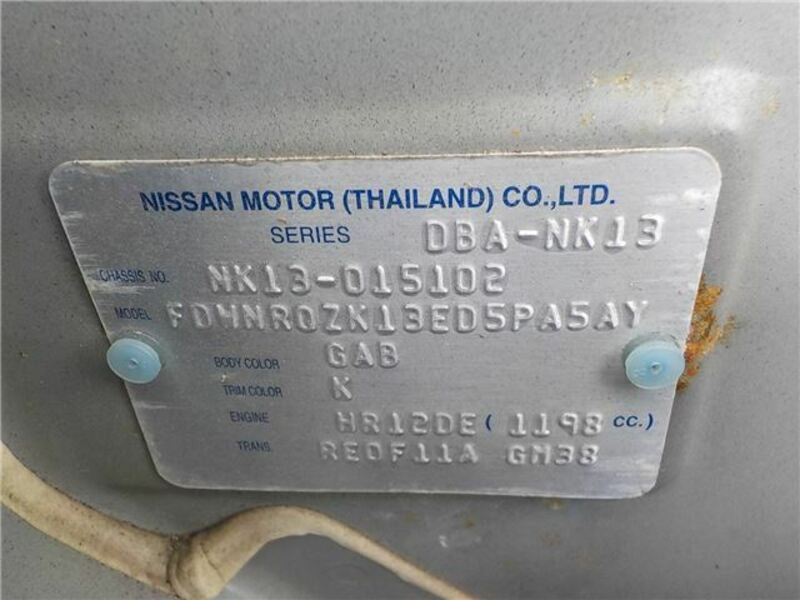 NISSAN MOTOR (THAILAND) CO.,LTD.
SERIES DBA-NK13
CHASSIS NO. NK13-015102
MODEL FDYNRQZK13ED5PA5AY
BODY COLOR GAB
TRIM COLOR K
ENGINE HR12DE ( 1198 CC.)
TRANS. RE0F11A GM38